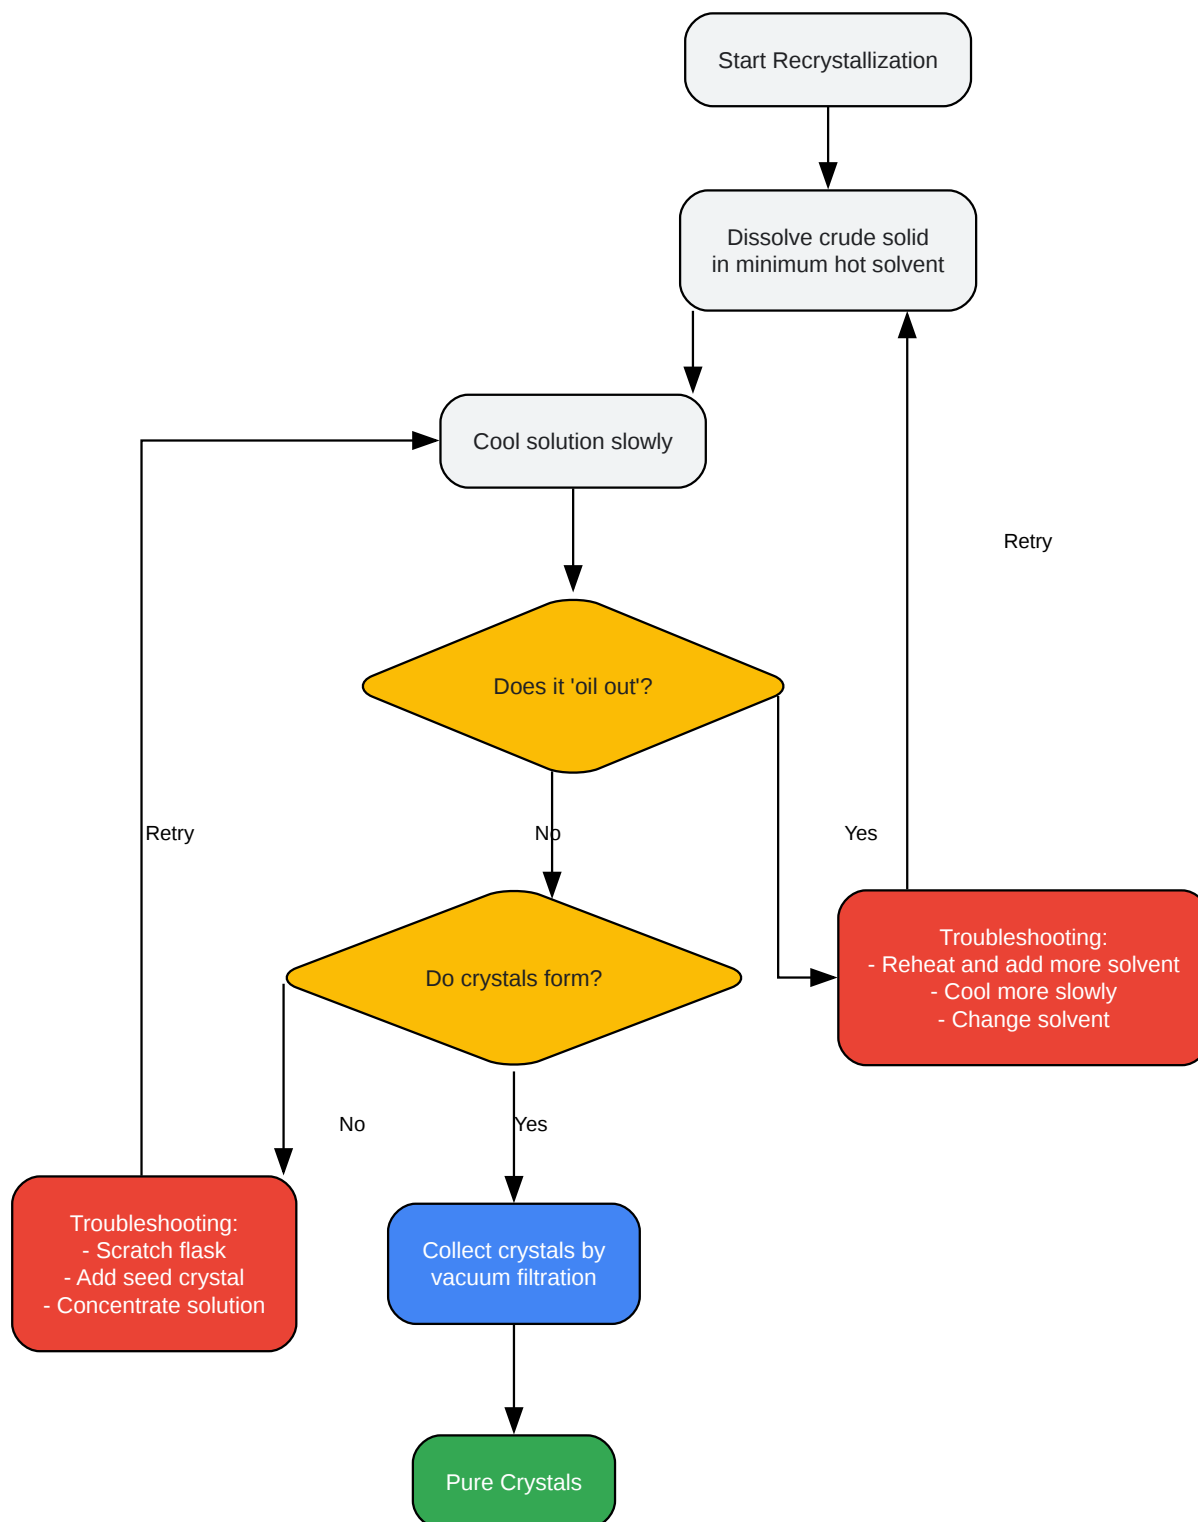 Start Recrystallization
Dissolve crude solid
in minimum hot solvent
Cool solution slowly
Retry
Does it 'oil out'?
Retry
No
Yes
Troubleshooting:
- Reheat and add more solvent
- Cool more slowly
- Change solvent
Do crystals form?
No
Yes
Troubleshooting:
- Scratch flask
- Add seed crystal
- Concentrate solution
Collect crystals by
vacuum filtration
Pure Crystals